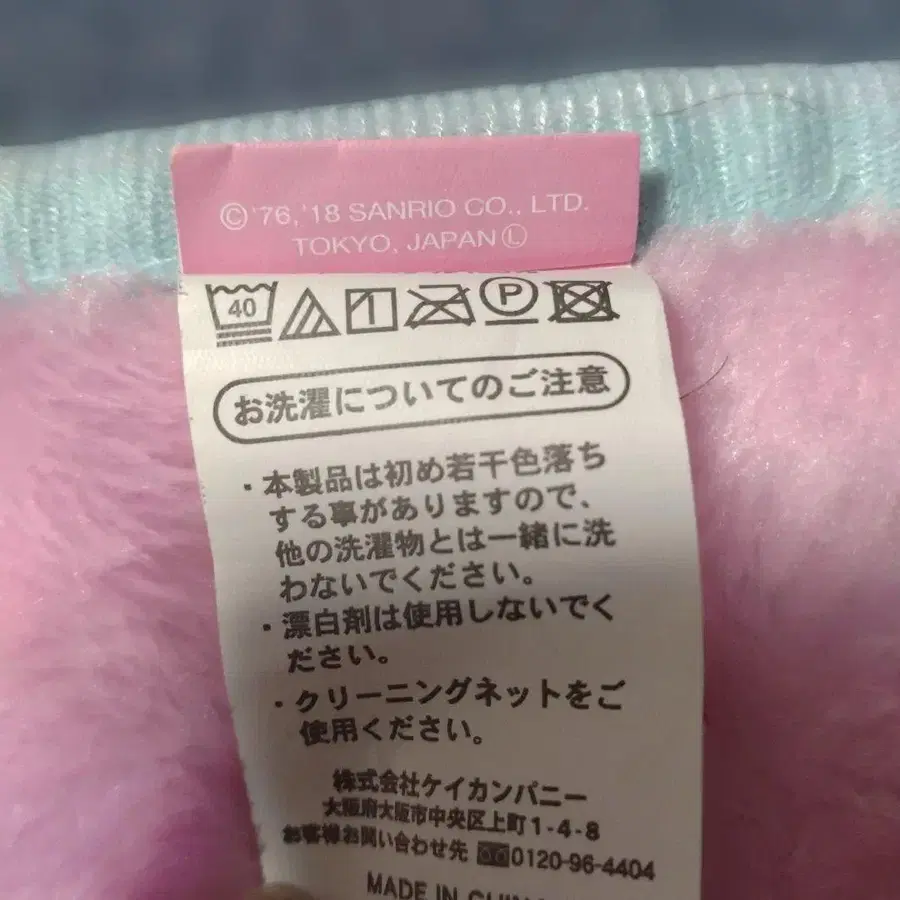 © '76, '18 SANRIO CO., LTD.
TOKYO, JAPAN Ⓛ
40 P
お洗濯についてのご注意
・本製品は初め若干色落ち
する事がありますので、
他の洗濯物とは一緒に洗
わないでください。
・漂白剤は使用しないでく
ださい。
・クリーニングネットをご
使用ください。
株式会社ケイカンパニー
大阪府大阪市中央区上町1-4-8
お客様お問い合わせ先 0120-96-4404
MADE IN